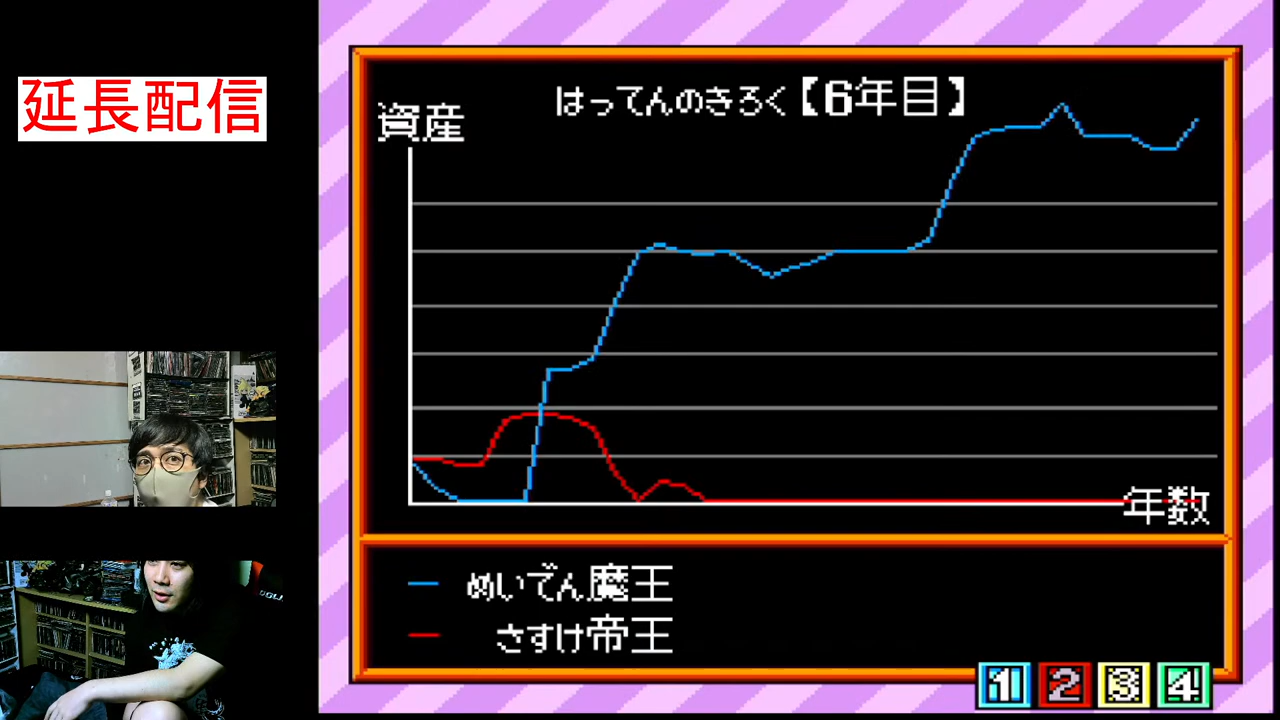 延長配信
はってんのきろく【6年目】
資産
年数
めいでん魔王
さすけ帝王
1 2 3 4